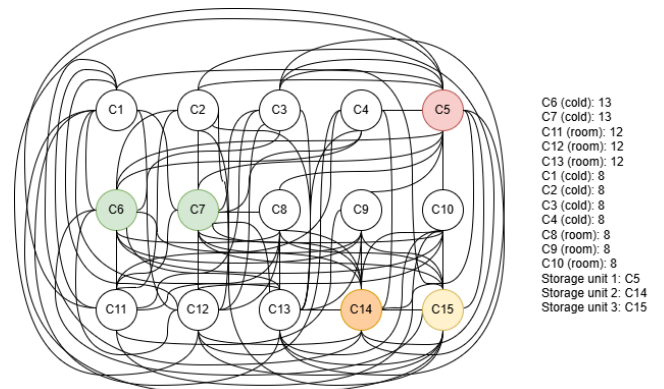 C1 C2 C3 C4 C5
C6 C7 C8 C9 C10
C11 C12 C13 C14 C15
C6 (cold): 13
C7 (cold): 13
C11 (room): 12
C12 (room): 12
C13 (room): 12
C1 (cold): 8
C2 (cold): 8
C3 (cold): 8
C4 (cold): 8
C8 (room): 8
C9 (room): 8
C10 (room): 8
Storage unit 1: C5
Storage unit 2: C14
Storage unit 3: C15